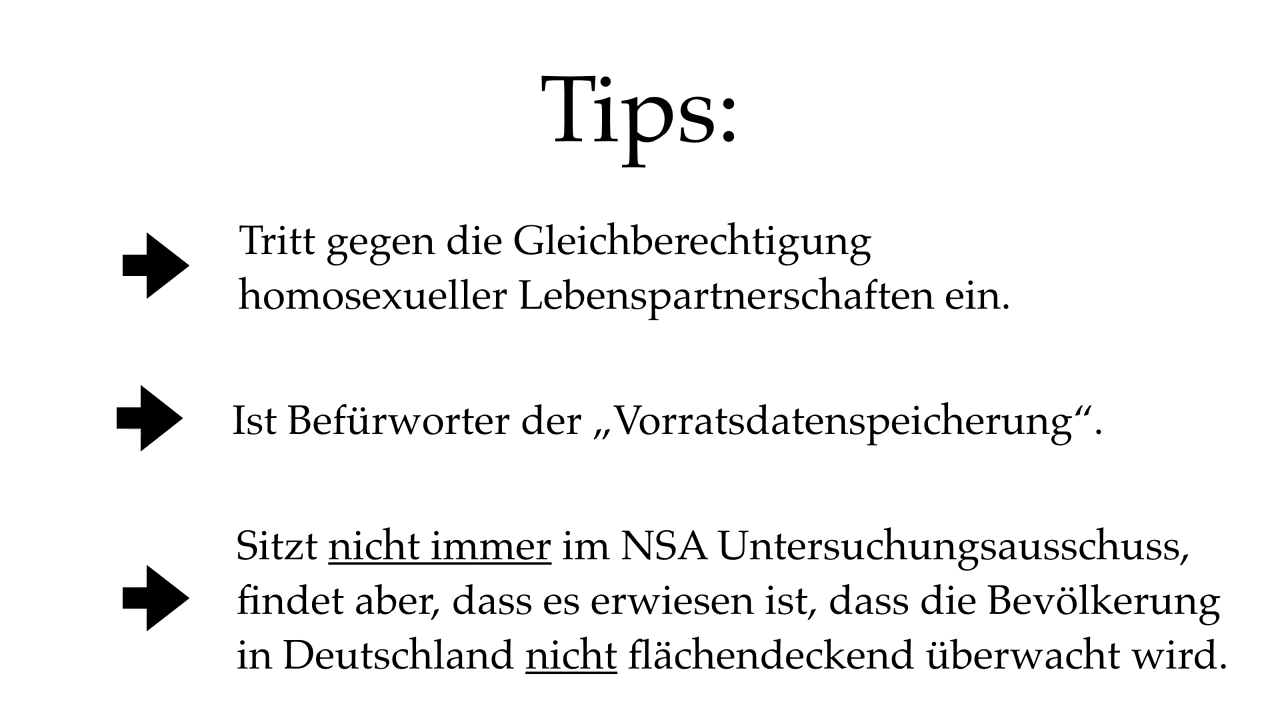 Tips:
Tritt gegen die Gleichberechtigung
homosexueller Lebenspartnerschaften ein.
Ist Befürworter der „Vorratsdatenspeicherung“.
Sitzt nicht immer im NSA Untersuchungsausschuss,
findet aber, dass es erwiesen ist, dass die Bevölkerung
in Deutschland nicht flächendeckend überwacht wird.